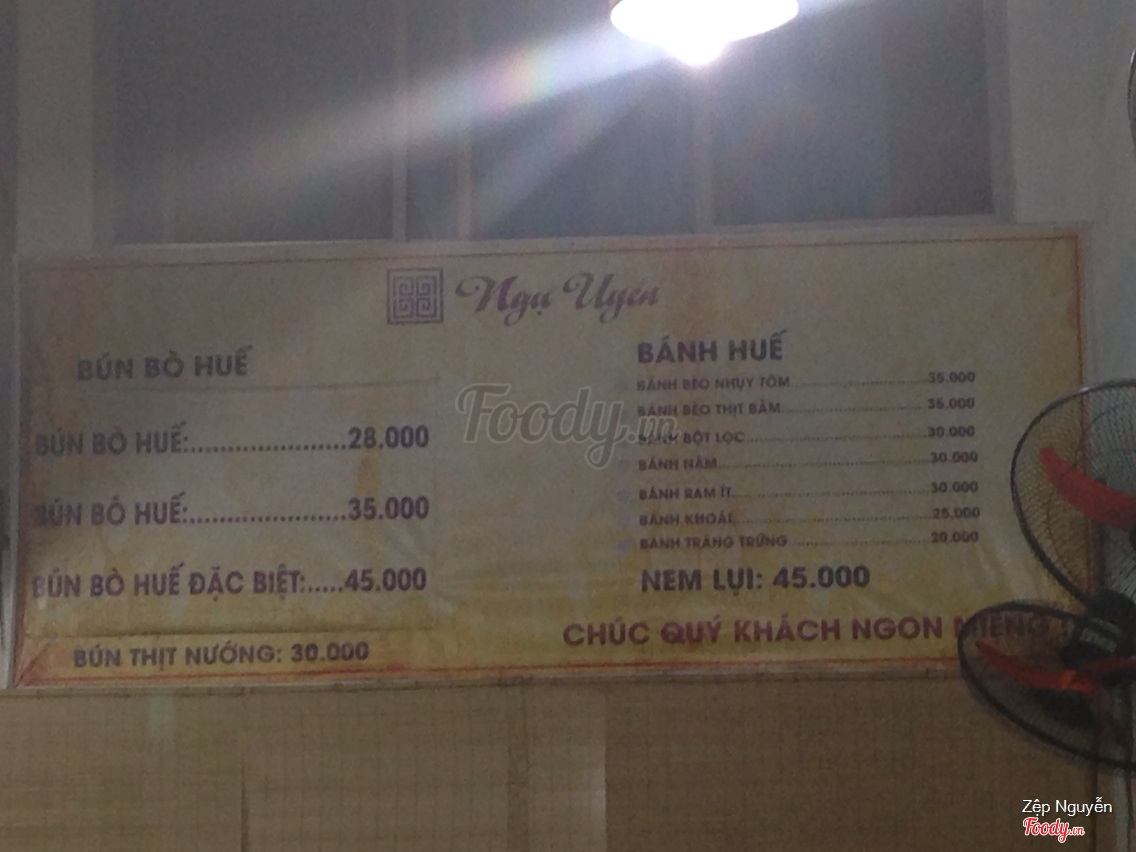 Ngự Uyển
BÚN BÒ HUẾ
BÚN BÒ HUẾ:......................28.000
BÚN BÒ HUẾ:......................35.000
BÚN BÒ HUẾ ĐẶC BIỆT:.....45.000
BÚN THỊT NƯỚNG: 30.000
BÁNH HUẾ
BÁNH BÈO NHỤY TÔM..........35.000
BÁNH BÈO THỊT BẰM..........35.000
BÁNH BỘT LỌC..........30.000
BÁNH NẬM..........30.000
BÁNH RAM ÍT..........30.000
BÁNH KHOÁI..........25.000
BÁNH TRÁNG TRỨNG..........20.000
NEM LỤI: 45.000
CHÚC QUÝ KHÁCH NGON MIỆNG
Foody.vn
Zệp Nguyễn
Foody.vn